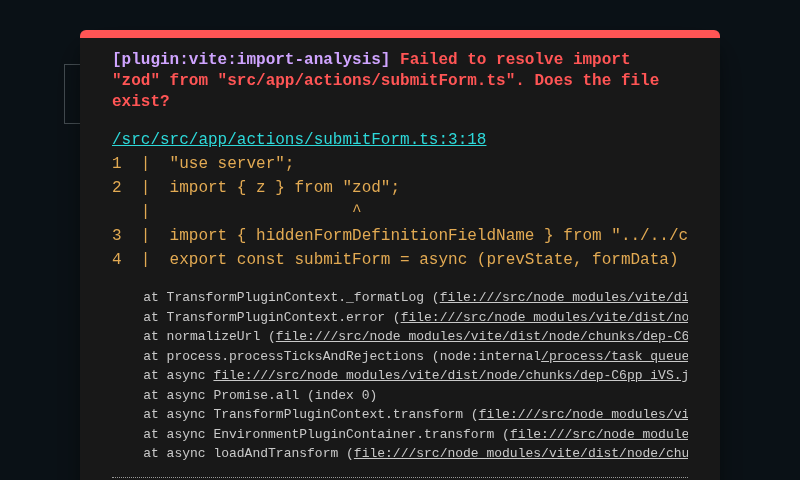 [plugin:vite:import-analysis] Failed to resolve import
"zod" from "src/app/actions/submitForm.ts". Does the file
exist?
/src/src/app/actions/submitForm.ts:3:18
1  |  "use server";
2  |  import { z } from "zod";
   |                     ^
3  |  import { hiddenFormDefinitionFieldName } from "../../c
4  |  export const submitForm = async (prevState, formData)
at TransformPluginContext._formatLog (file:///src/node_modules/vite/di
at TransformPluginContext.error (file:///src/node_modules/vite/dist/no
at normalizeUrl (file:///src/node_modules/vite/dist/node/chunks/dep-C6
at process.processTicksAndRejections (node:internal/process/task_queue
at async file:///src/node_modules/vite/dist/node/chunks/dep-C6pp_iVS.j
at async Promise.all (index 0)
at async TransformPluginContext.transform (file:///src/node_modules/vi
at async EnvironmentPluginContainer.transform (file:///src/node_module
at async loadAndTransform (file:///src/node_modules/vite/dist/node/chu